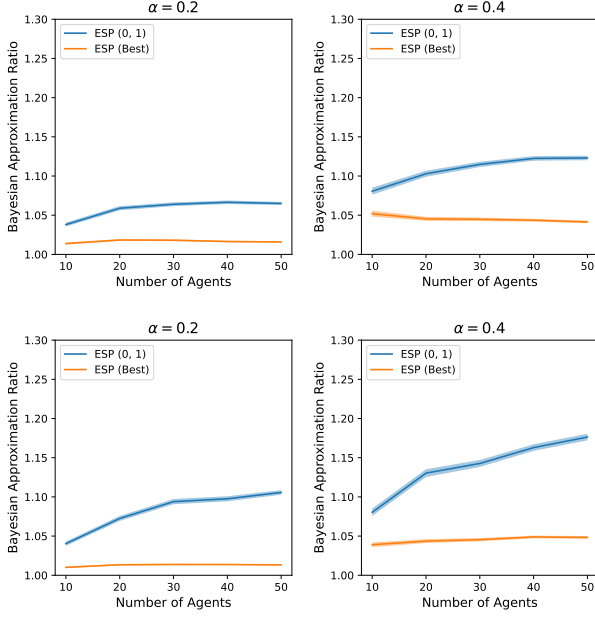 α = 0.2
1.30
1.25
1.20
1.15
1.10
1.05
1.00
Bayesian Approximation Ratio
ESP (0, 1)
ESP (Best)
10 20 30 40 50
Number of Agents
α = 0.4
1.30
1.25
1.20
1.15
1.10
1.05
1.00
Bayesian Approximation Ratio
ESP (0, 1)
ESP (Best)
10 20 30 40 50
Number of Agents
α = 0.2
1.30
1.25
1.20
1.15
1.10
1.05
1.00
Bayesian Approximation Ratio
ESP (0, 1)
ESP (Best)
10 20 30 40 50
Number of Agents
α = 0.4
1.30
1.25
1.20
1.15
1.10
1.05
1.00
Bayesian Approximation Ratio
ESP (0, 1)
ESP (Best)
10 20 30 40 50
Number of Agents